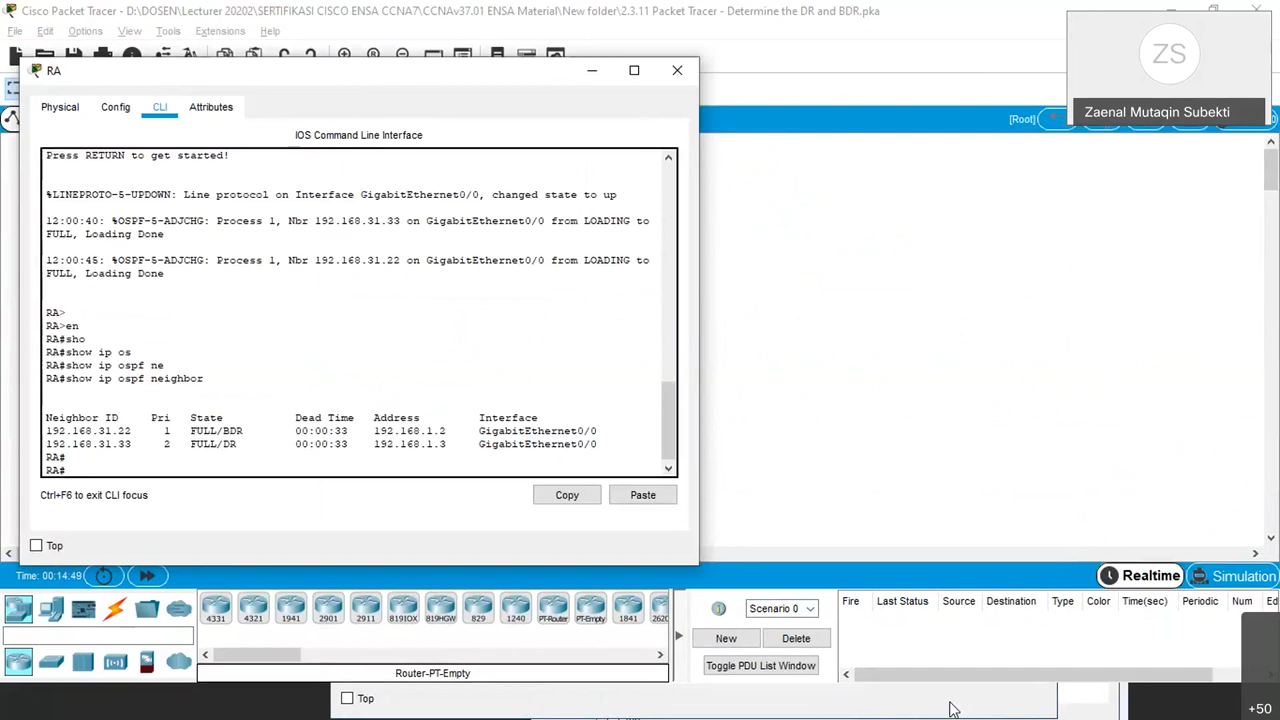 Cisco Packet Tracer - D:\DOSEN\Lecturer 20202\SERTIFIKASI CISCO ENSA CCNA7\CCNAv37.01 ENSA Material\New folder\2.3.11 Packet Tracer - Determine the DR and BDR.pka
File Edit Options View Tools Extensions Help
ZS
Zaenal Mutaqin Subekti
RA
Physical Config CLI Attributes
[Root]
IOS Command Line Interface
Press RETURN to get started!
%LINEPROTO-5-UPDOWN: Line protocol on Interface GigabitEthernet0/0, changed state to up
12:00:40: %OSPF-5-ADJCHG: Process 1, Nbr 192.168.31.33 on GigabitEthernet0/0 from LOADING to
FULL, Loading Done
12:00:45: %OSPF-5-ADJCHG: Process 1, Nbr 192.168.31.22 on GigabitEthernet0/0 from LOADING to
FULL, Loading Done
RA>
RA>en
RA#sho
RA#show ip os
RA#show ip ospf ne
RA#show ip ospf neighbor
Neighbor ID Pri State Dead Time Address Interface
192.168.31.22 1 FULL/BDR 00:00:33 192.168.1.2 GigabitEthernet0/0
192.168.31.33 2 FULL/DR 00:00:33 192.168.1.3 GigabitEthernet0/0
RA#
RA#
Ctrl+F6 to exit CLI focus
Copy Paste
Top
Time: 00:14:49
Realtime Simulation
4331 4321 1941 2901 2911 819IOX 819HGW 829 1240 PT-Router PT-Empty 1841 2620
Scenario 0
New Delete
Toggle PDU List Window
Fire Last Status Source Destination Type Color Time(sec) Periodic Num Ed
Router-PT-Empty
Top
+50